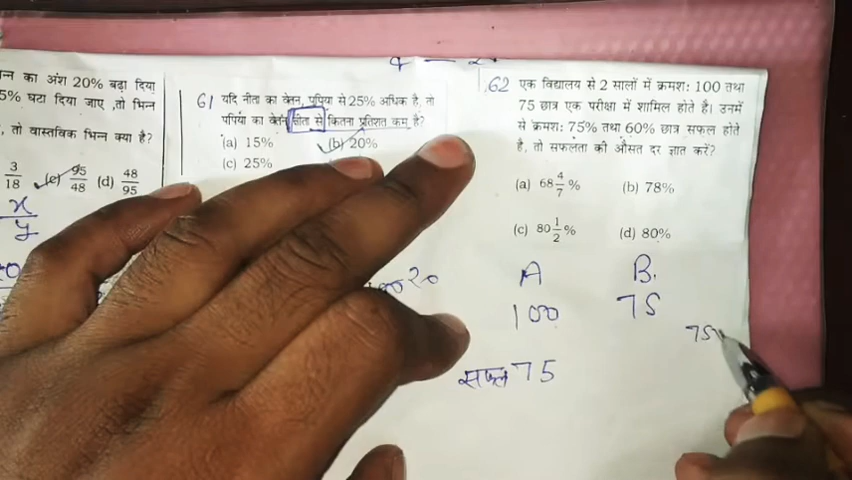 न्न का अंश 20% बढ़ा दिया
5% घटा दिया जाए ,तो भिन्न
, तो वास्तविक भिन्न क्या है?
3/18 (c) 95/48 (d) 48/95
x/y
61 यदि नीता का वेतन, पपिया से 25% अधिक है, तो
पपिया का वेतन नीता से कितना प्रतिशत कम है?
(a) 15% (b) 20%
(c) 25%
62 एक विद्यालय से 2 सालों में क्रमश: 100 तथा
75 छात्र एक परीक्षा में शामिल होते है। उनमें
से क्रमश: 75% तथा 60% छात्र सफल होते
है, तो सफलता की औसत दर ज्ञात करें?
(a) 68 4/7 % (b) 78%
(c) 80 1/2 % (d) 80%
A B.
100 75
75
सफल 75